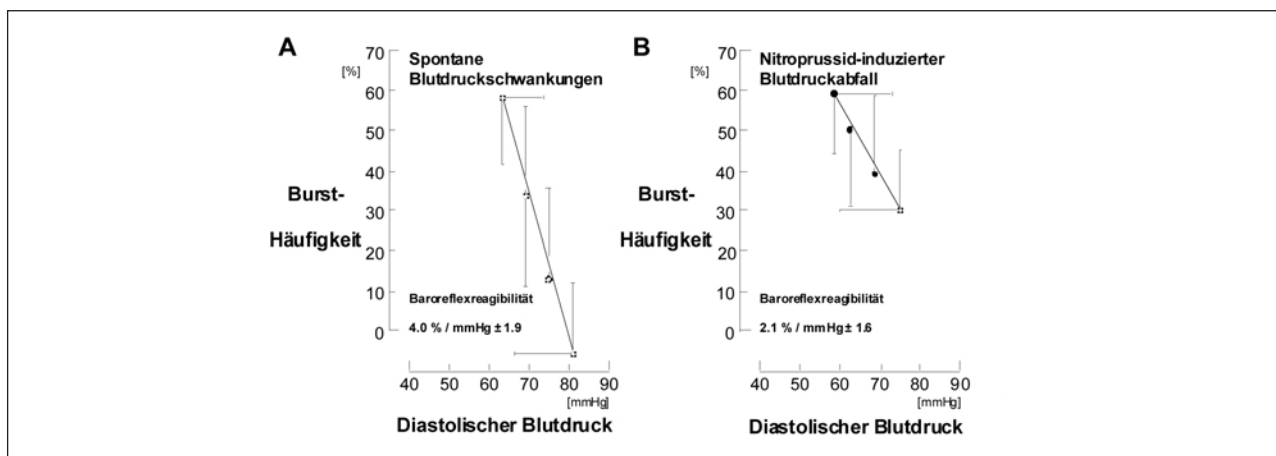 A
70
[%]
60
50
40
30
20
10
0
Spontane
Blutdruckschwankungen
Burst-
Häufigkeit
Baroreflexreagibilität
4.0 % / mmHg ± 1.9
40 50 60 70 80 90
[mmHg]
Diastolischer Blutdruck
B
70
[%]
60
50
40
30
20
10
0
Nitroprussid-induzierter
Blutdruckabfall
Burst-
Häufigkeit
Baroreflexreagibilität
2.1 % / mmHg ± 1.6
40 50 60 70 80 90
[mmHg]
Diastolischer Blutdruck